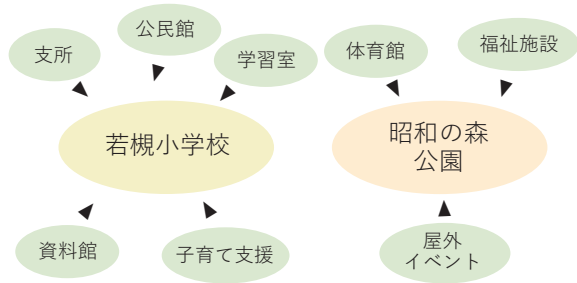 支所
公民館
学習室
若槻小学校
資料館
子育て支援
体育館
福祉施設
昭和の森
公園
屋外
イベント